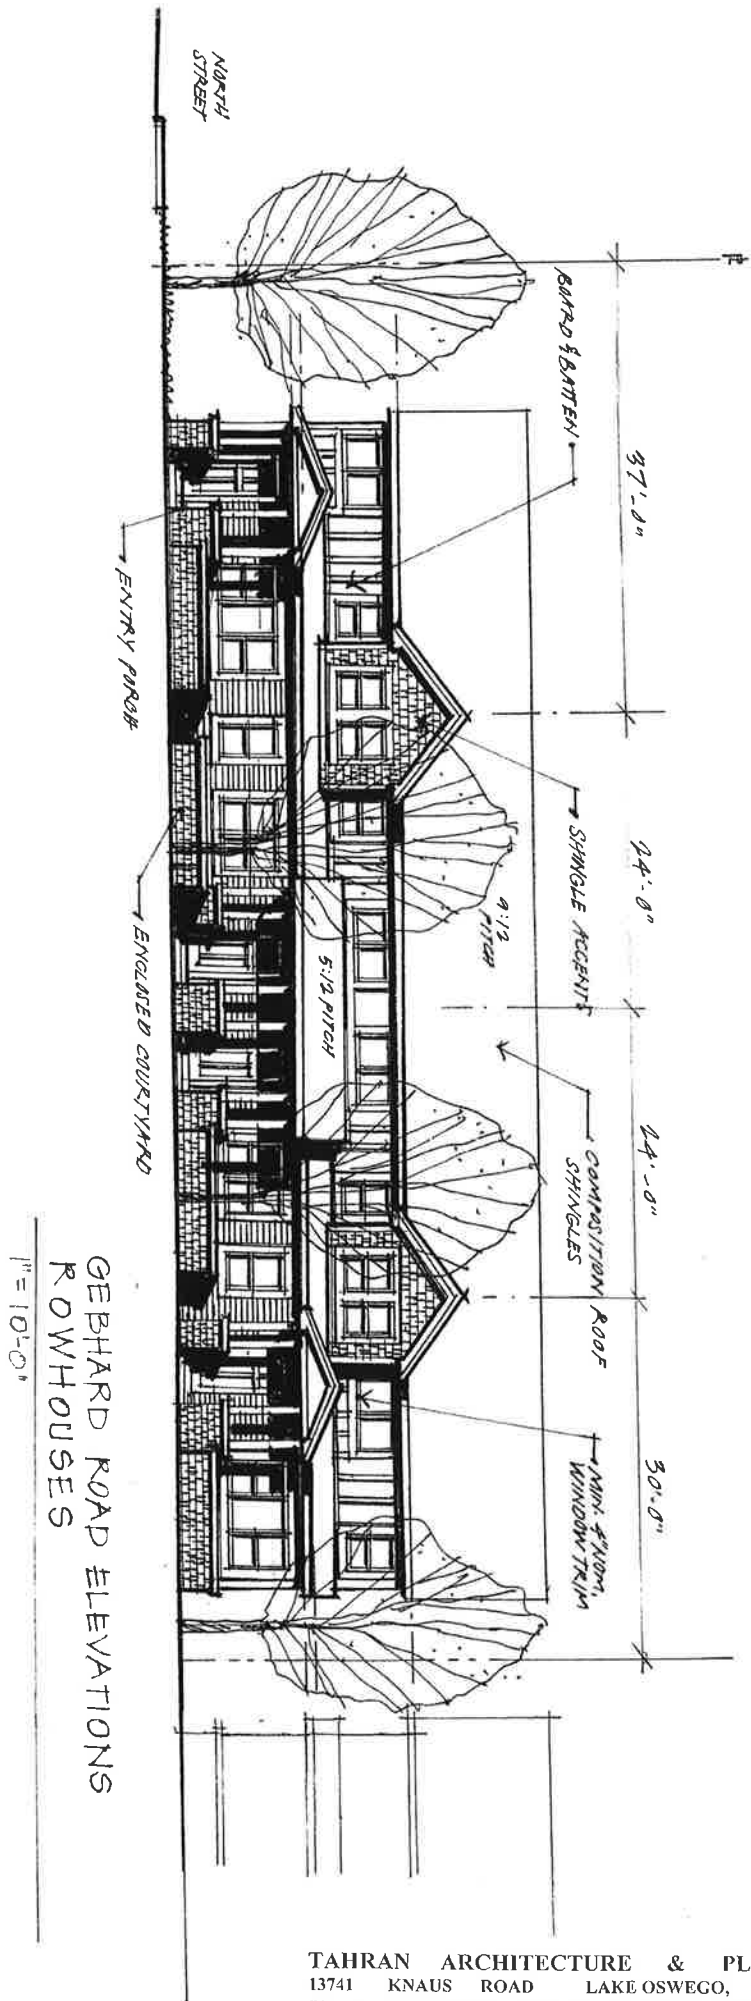 NORTH
STREET
PL
37'-0"
24'-0"
24'-0"
30'-0"
BOARD & BATTEN
SHINGLE ACCENTS
COMPOSITION ROOF
SHINGLES
MIN. 4" NOM.
WINDOW TRIM
9:12
PITCH
5:12 PITCH
ENTRY PORCH
ENCLOSED COURTYARD
GEBHARD ROAD ELEVATIONS
ROWHOUSES
1"=10'-0"
TAHRAN ARCHITECTURE & PL
13741 KNAUS ROAD LAKE OSWEGO,